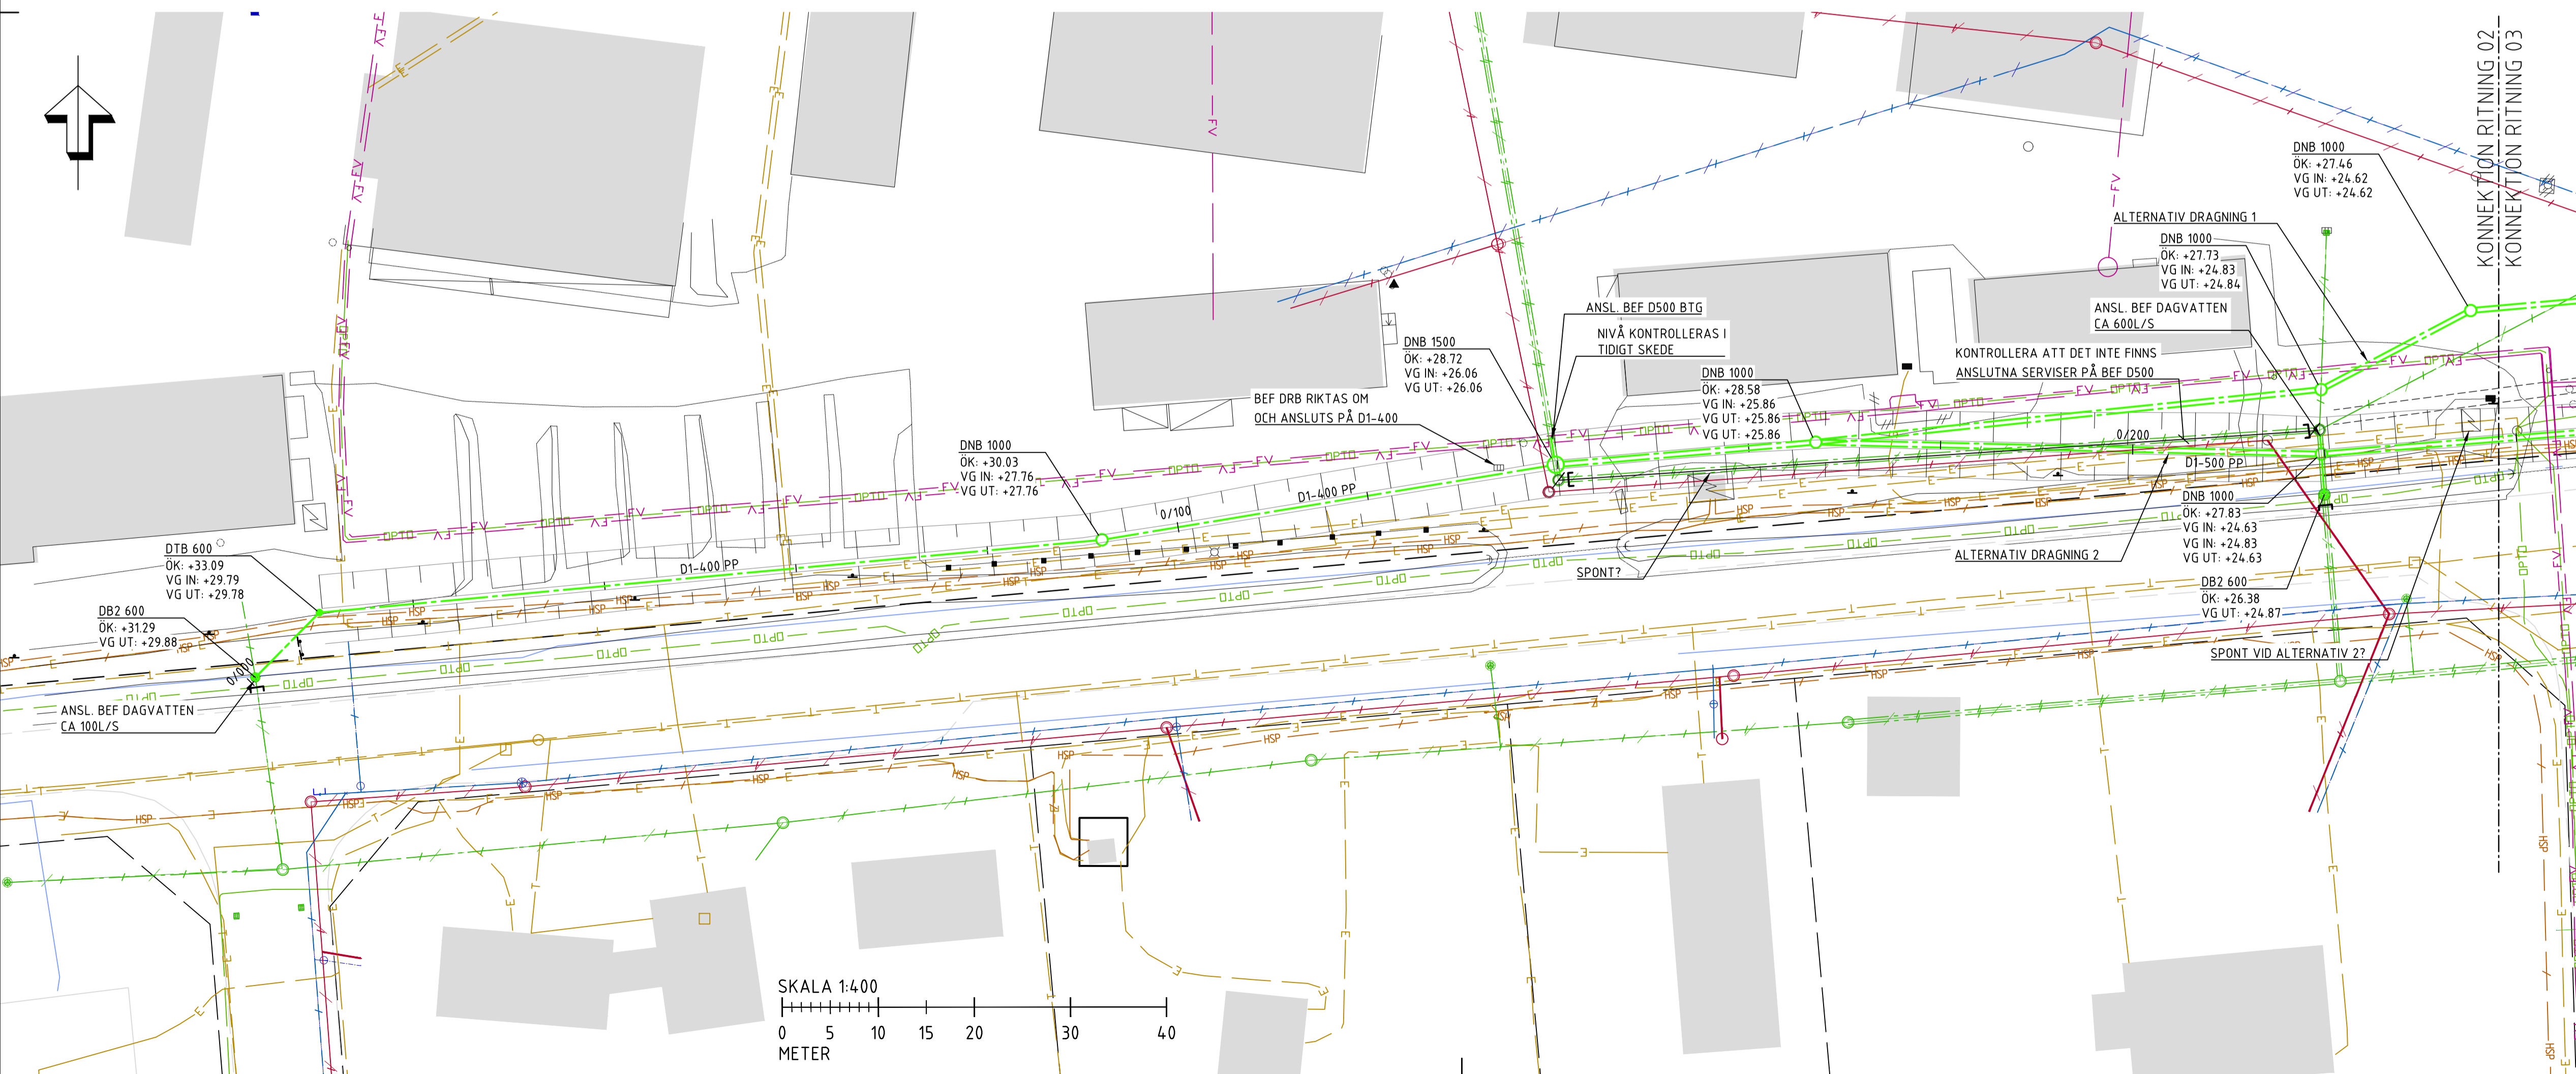 KONNEKTION RITNING 02
KONNEKTION RITNING 03
DNB 1000
ÖK: +27.46
VG IN: +24.62
VG UT: +24.62
ALTERNATIV DRAGNING 1
DNB 1000
ÖK: +27.73
VG IN: +24.83
VG UT: +24.84
ANSL. BEF DAGVATTEN
CA 600L/S
KONTROLLERA ATT DET INTE FINNS
ANSLUTNA SERVISER PÅ BEF D500
ANSL. BEF D500 BTG
NIVÅ KONTROLLERAS I
TIDIGT SKEDE
DNB 1500
ÖK: +28.72
VG IN: +26.06
VG UT: +26.06
DNB 1000
ÖK: +28.58
VG IN: +25.86
VG UT: +25.86
VG UT: +25.86
BEF DRB RIKTAS OM
OCH ANSLUTS PÅ D1-400
DNB 1000
ÖK: +30.03
VG IN: +27.76
VG UT: +27.76
0/200
D1-500 PP
D1-400 PP
0/100
DNB 1000
ÖK: +27.83
VG IN: +24.63
VG IN: +24.83
VG UT: +24.63
ALTERNATIV DRAGNING 2
SPONT?
DB2 600
ÖK: +26.38
VG UT: +24.87
SPONT VID ALTERNATIV 2?
DTB 600
ÖK: +33.09
VG IN: +29.79
VG UT: +29.78
D1-400 PP
DB2 600
ÖK: +31.29
VG UT: +29.88
0/000
ANSL. BEF DAGVATTEN
CA 100L/S
FV
OPTO
HSP
E
T
SKALA 1:400
0 5 10 15 20 30 40
METER